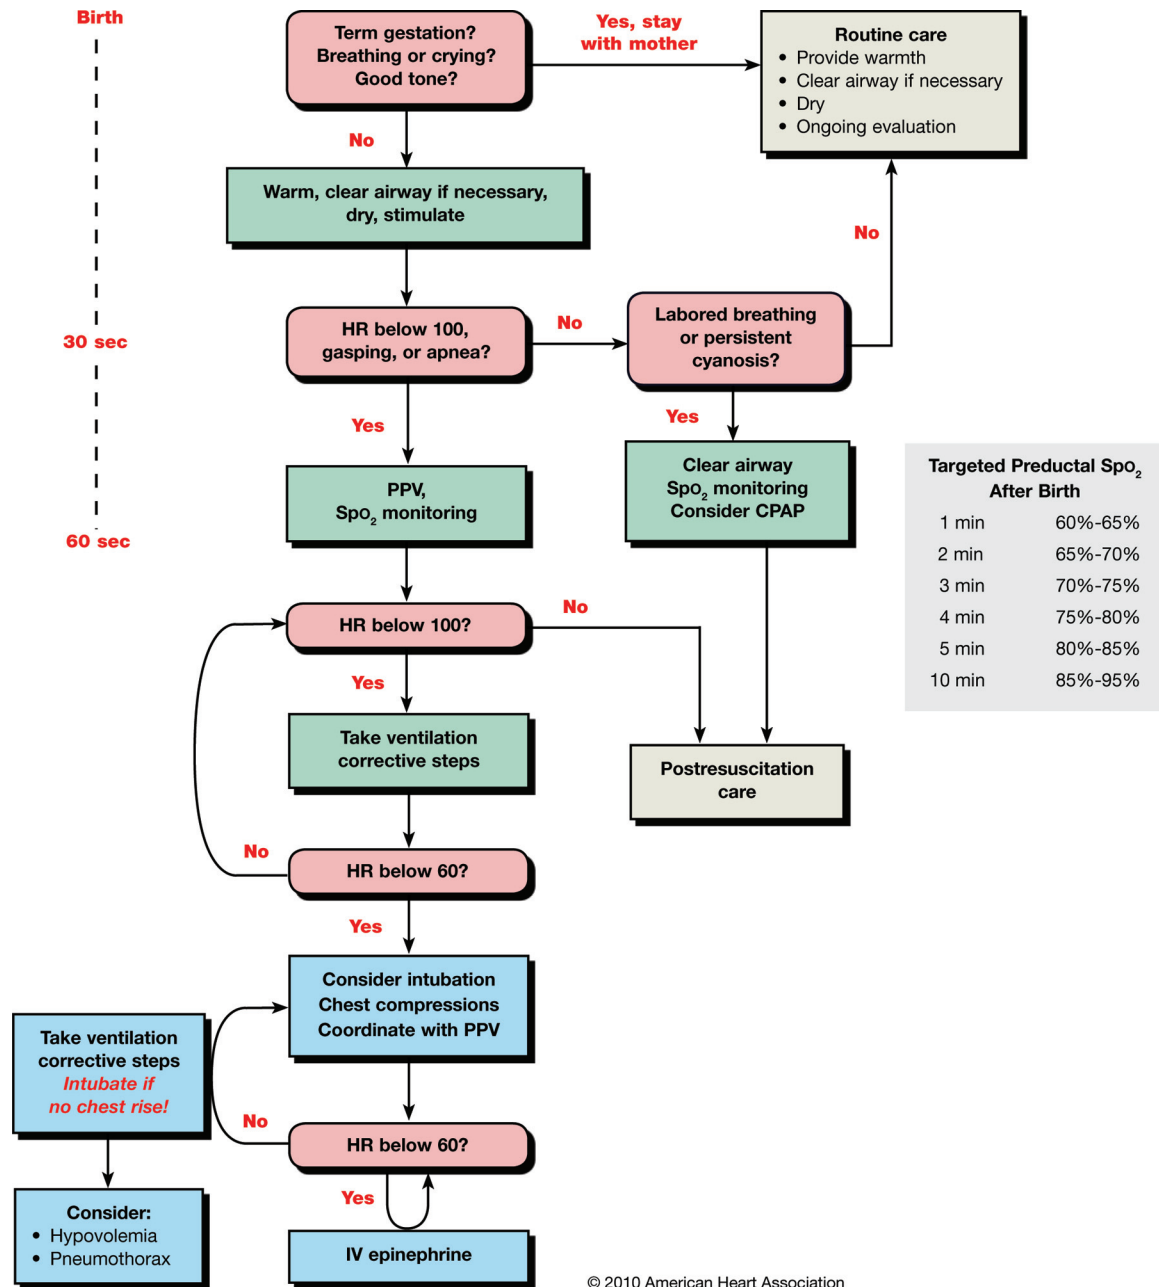 Birth
Term gestation?
Breathing or crying?
Good tone?
Yes, stay
with mother
Routine care
• Provide warmth
• Clear airway if necessary
• Dry
• Ongoing evaluation
No
Warm, clear airway if necessary,
dry, stimulate
No
30 sec
HR below 100,
gasping, or apnea?
No
Labored breathing
or persistent
cyanosis?
Yes
Yes
PPV,
SpO₂ monitoring
Clear airway
SpO₂ monitoring
Consider CPAP
60 sec
Targeted Preductal SpO₂
After Birth
1 min 60%-65%
2 min 65%-70%
3 min 70%-75%
4 min 75%-80%
5 min 80%-85%
10 min 85%-95%
HR below 100?
No
Yes
Take ventilation
corrective steps
Postresuscitation
care
No
HR below 60?
Yes
Consider intubation
Chest compressions
Coordinate with PPV
Take ventilation
corrective steps
Intubate if
no chest rise!
No
HR below 60?
Yes
Consider:
• Hypovolemia
• Pneumothorax
IV epinephrine
© 2010 American Heart Association